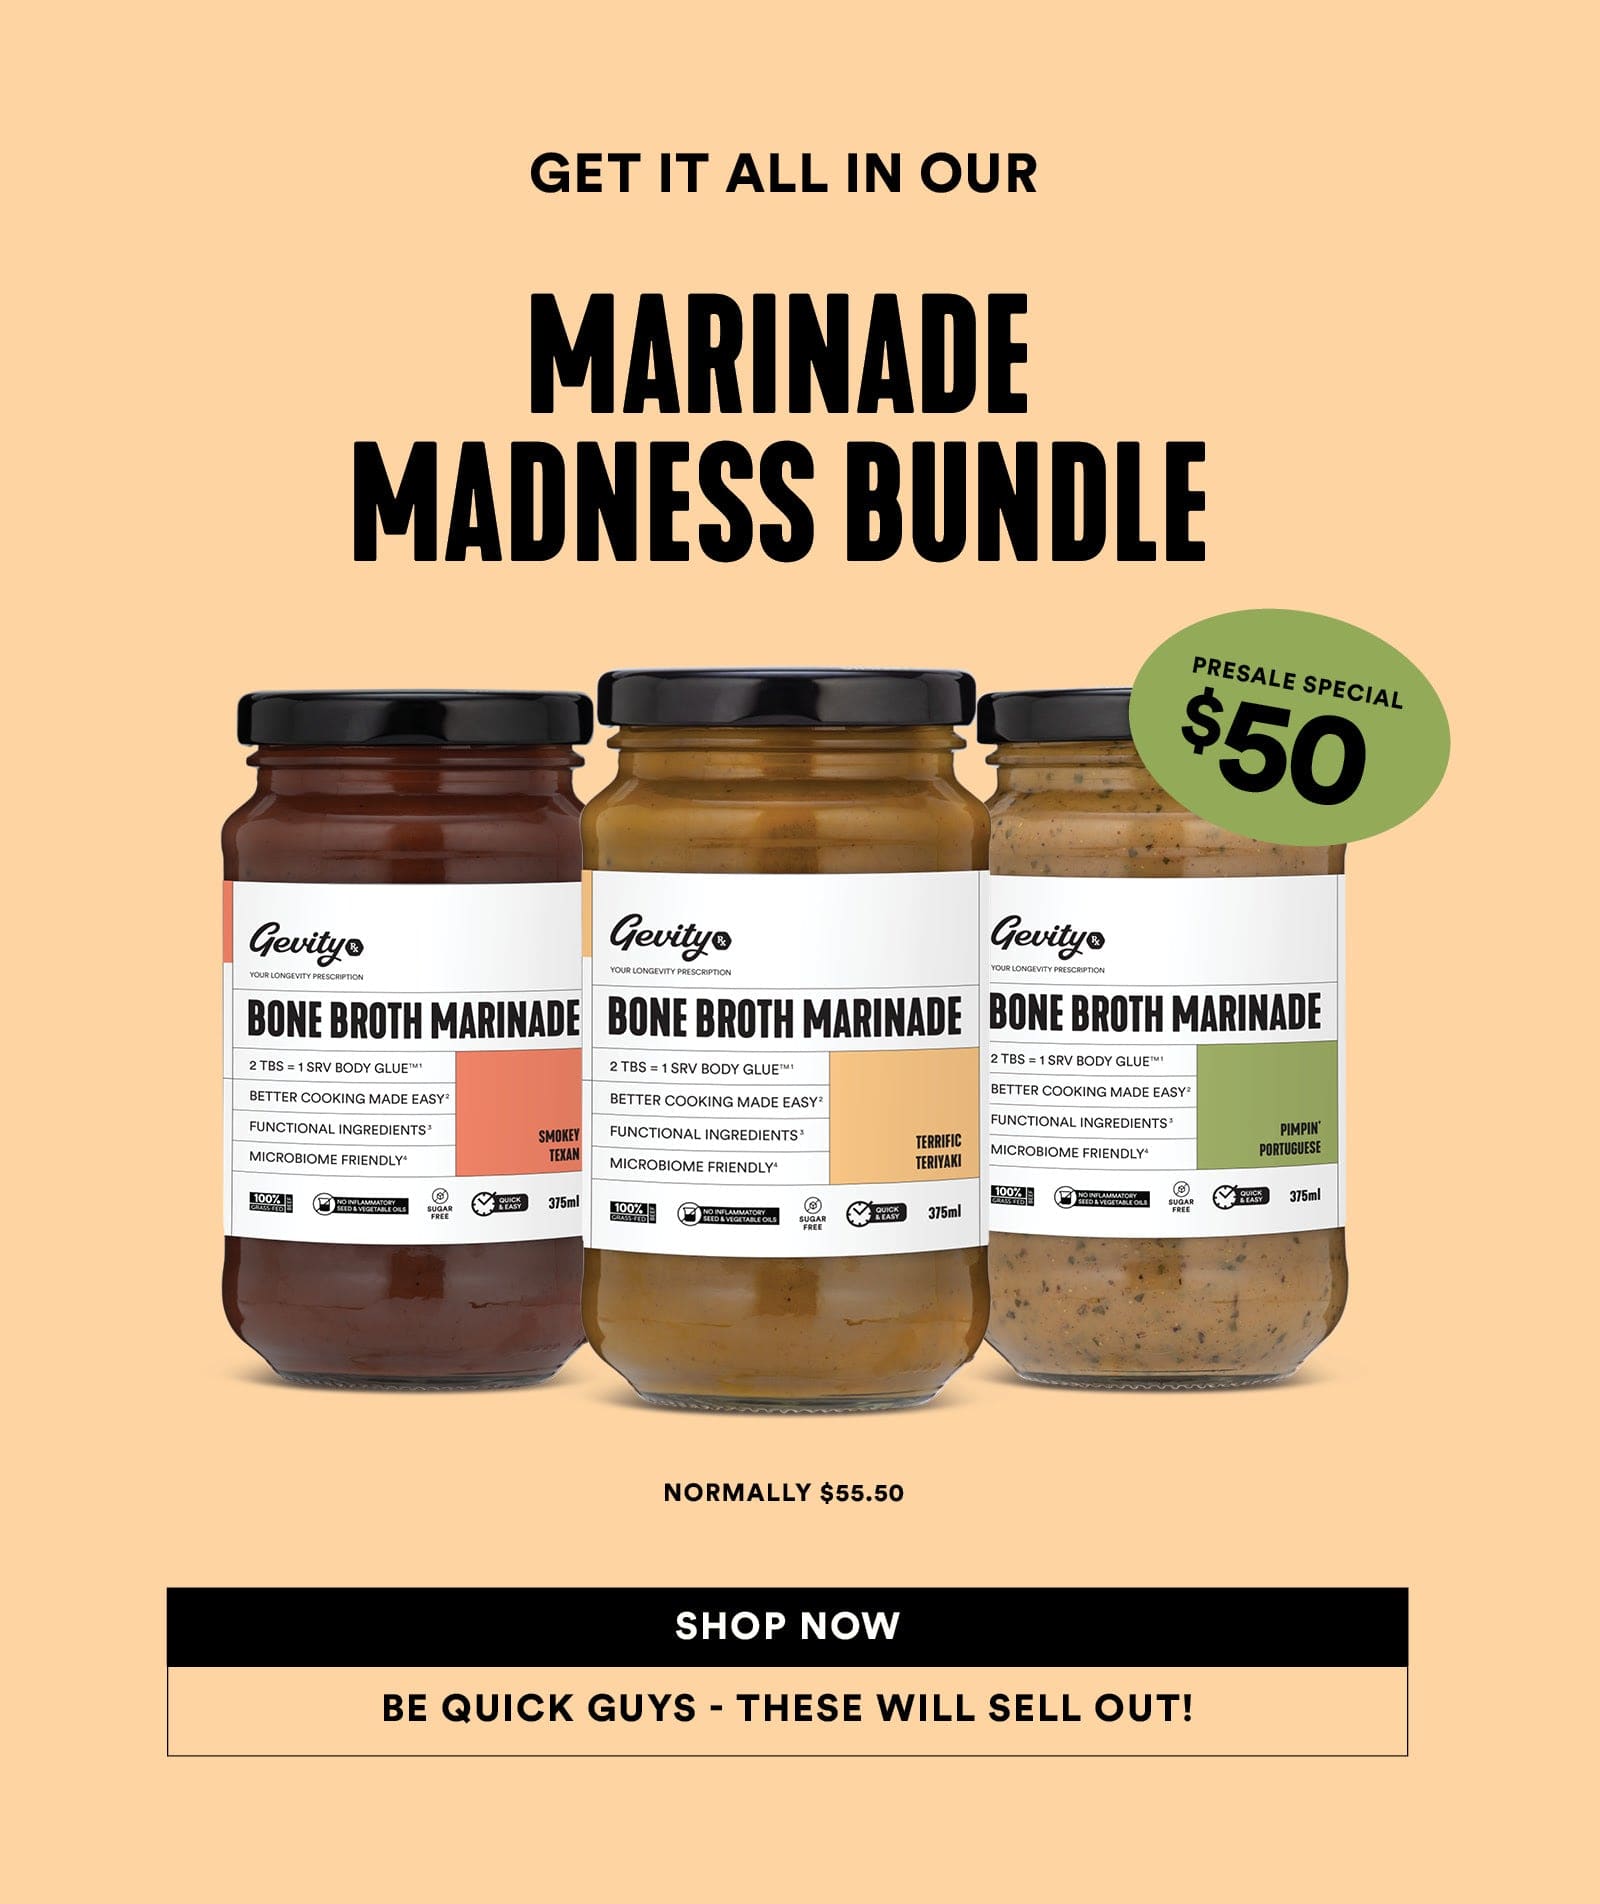 GET IT ALL IN OUR
MARINADE
MADNESS BUNDLE
PRESALE SPECIAL
$50
Gevity Rx
YOUR LONGEVITY PRESCRIPTION
BONE BROTH MARINADE
2 TBS = 1 SRV BODY GLUE™¹
BETTER COOKING MADE EASY²
FUNCTIONAL INGREDIENTS³
MICROBIOME FRIENDLY⁴
SMOKEY
TEXAN
100%
GRASS-FED
BEEF
NO INFLAMMATORY
SEED & VEGETABLE OILS
SUGAR
FREE
QUICK
& EASY
375ml
Gevity Rx
YOUR LONGEVITY PRESCRIPTION
BONE BROTH MARINADE
2 TBS = 1 SRV BODY GLUE™¹
BETTER COOKING MADE EASY²
FUNCTIONAL INGREDIENTS³
MICROBIOME FRIENDLY⁴
TERRIFIC
TERIYAKI
100%
GRASS-FED
BEEF
NO INFLAMMATORY
SEED & VEGETABLE OILS
SUGAR
FREE
QUICK
& EASY
375ml
Gevity Rx
YOUR LONGEVITY PRESCRIPTION
BONE BROTH MARINADE
2 TBS = 1 SRV BODY GLUE™¹
BETTER COOKING MADE EASY²
FUNCTIONAL INGREDIENTS³
MICROBIOME FRIENDLY⁴
PIMPIN'
PORTUGUESE
100%
GRASS-FED
BEEF
NO INFLAMMATORY
SEED & VEGETABLE OILS
SUGAR
FREE
QUICK
& EASY
375ml
NORMALLY $55.50
SHOP NOW
BE QUICK GUYS - THESE WILL SELL OUT!